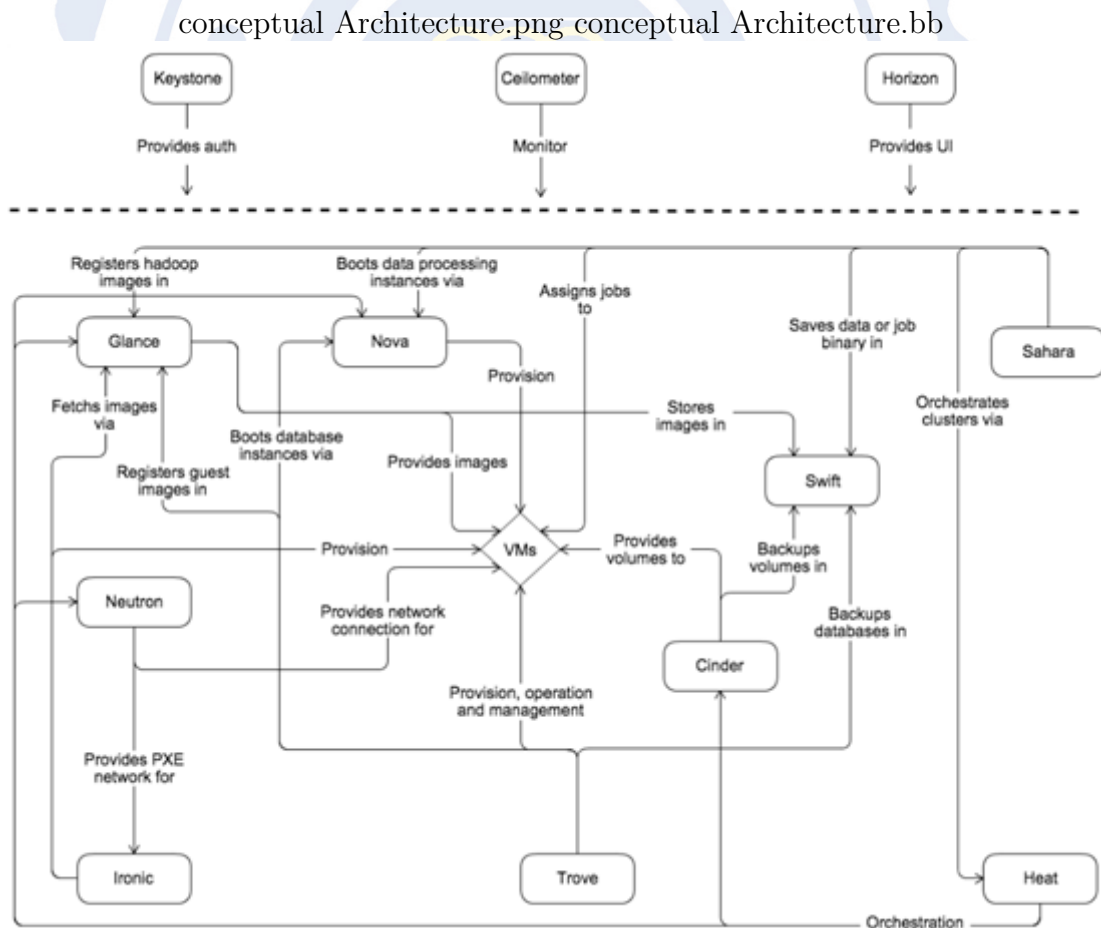 conceptual Architecture.png conceptual Architecture.bb
Keystone
Ceilometer
Horizon
Provides auth
Monitor
Provides UI
Registers hadoop
images in
Boots data processing
instances via
Assigns jobs
to
Saves data or job
binary in
Glance
Nova
Sahara
Provision
Fetchs images
via
Stores
images in
Orchestrates
clusters via
Boots database
instances via
Provides images
Registers guest
images in
Swift
Provision
VMs
Provides
volumes to
Backups
volumes in
Neutron
Provides network
connection for
Backups
databases in
Cinder
Provision, operation
and management
Provides PXE
network for
Ironic
Trove
Heat
Orchestration